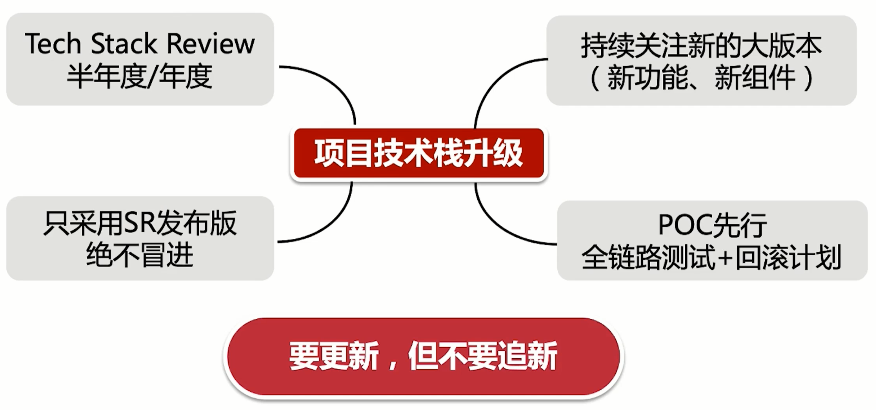 Tech Stack Review
半年度/年度
持续关注新的大版本
（新功能、新组件）
项目技术栈升级
只采用SR发布版
绝不冒进
POC先行
全链路测试+回滚计划
要更新，但不要追新